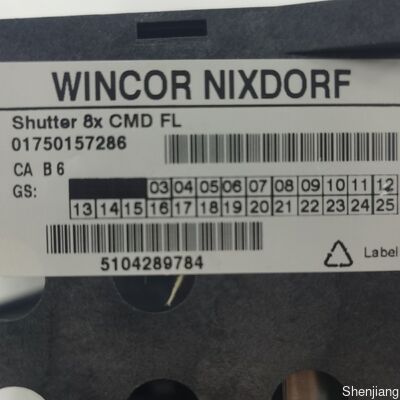 WINCOR NIXDORF
Shutter 8x CMD FL
01750157286
CA B 6
GS: 03 04 05 06 07 08 09 10 11 12
13 14 15 16 17 18 19 20 21 22 23 24 25
5104289784
Label
Shenjiang